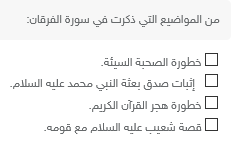 من المواضيع التي ذكرت في سورة الفرقان:
خطورة الصحبة السيئة.
إثبات صدق بعثة النبي محمد عليه السلام.
خطورة هجر القرآن الكريم.
قصة شعيب عليه السلام مع قومه.